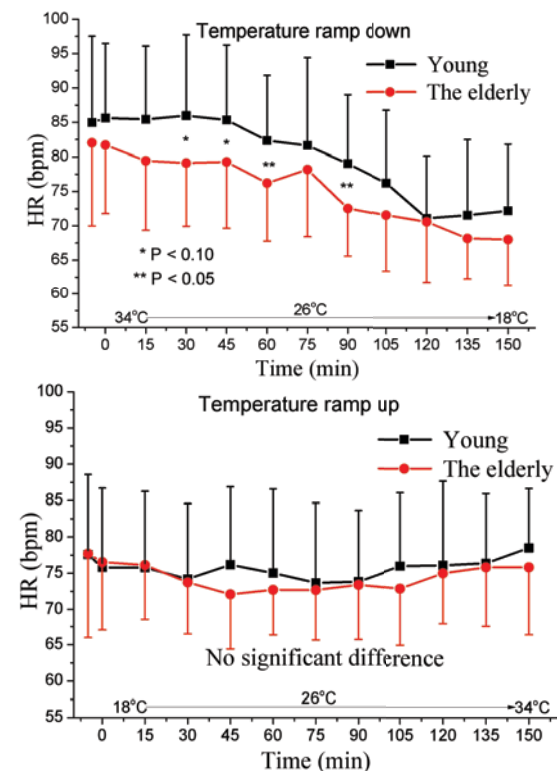 Temperature ramp down
Young
The elderly
HR (bpm)
100
95
90
85
80
75
70
65
60
55
* * ** **
* P < 0.10
** P < 0.05
34°C 26°C 18°C
0 15 30 45 60 75 90 105 120 135 150
Time (min)
Temperature ramp up
Young
The elderly
HR (bpm)
100
95
90
85
80
75
70
65
60
55
No significant difference
18°C 26°C 34°C
0 15 30 45 60 75 90 105 120 135 150
Time (min)